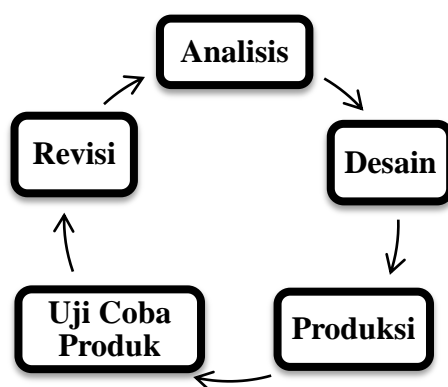 Analisis
Desain
Produksi
Uji Coba
Produk
Revisi